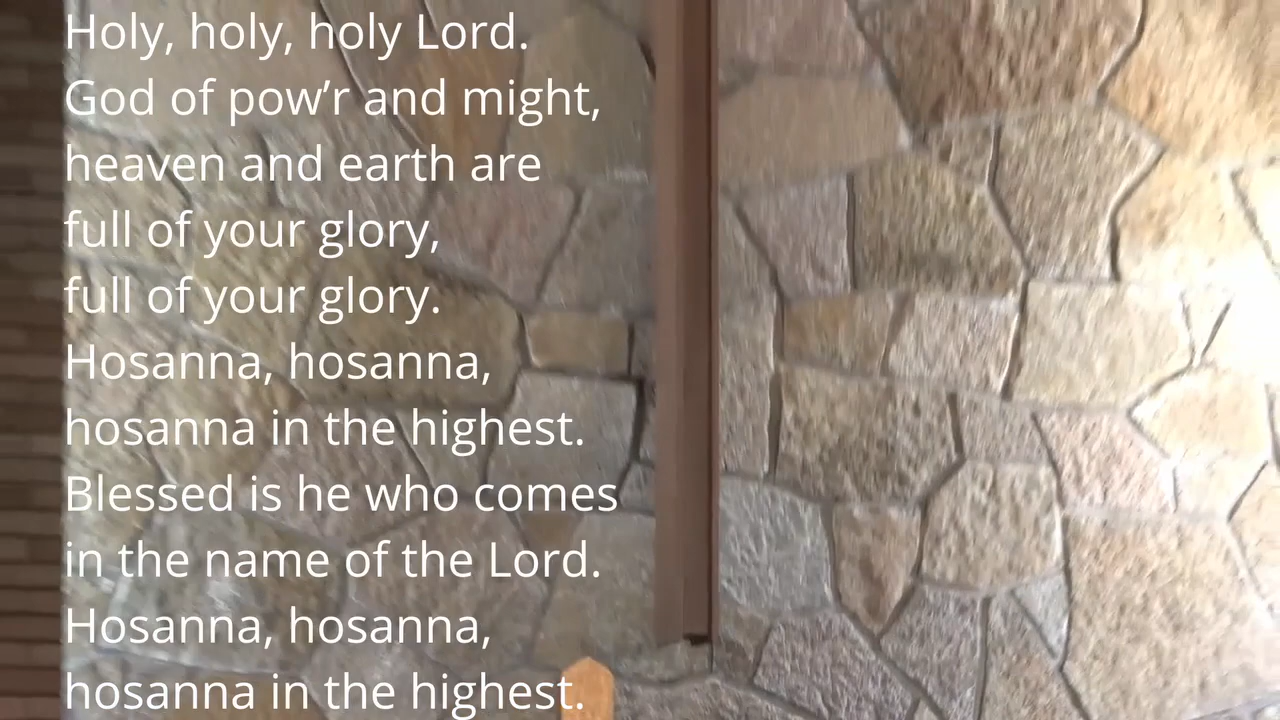 Holy, holy, holy Lord.
God of pow’r and might,
heaven and earth are
full of your glory,
full of your glory.
Hosanna, hosanna,
hosanna in the highest.
Blessed is he who comes
in the name of the Lord.
Hosanna, hosanna,
hosanna in the highest.